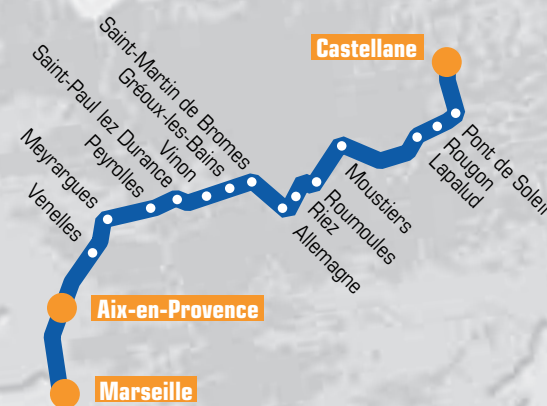 Castellane
Saint-Martin de Bromes
Gréoux-les-Bains
Vinon
Saint-Paul lez Durance
Peyrolles
Meyrargues
Venelles
Pont de Soleil
Rougon
Lapalud
Moustiers
Roumoules
Riez
Allemagne
Aix-en-Provence
Marseille